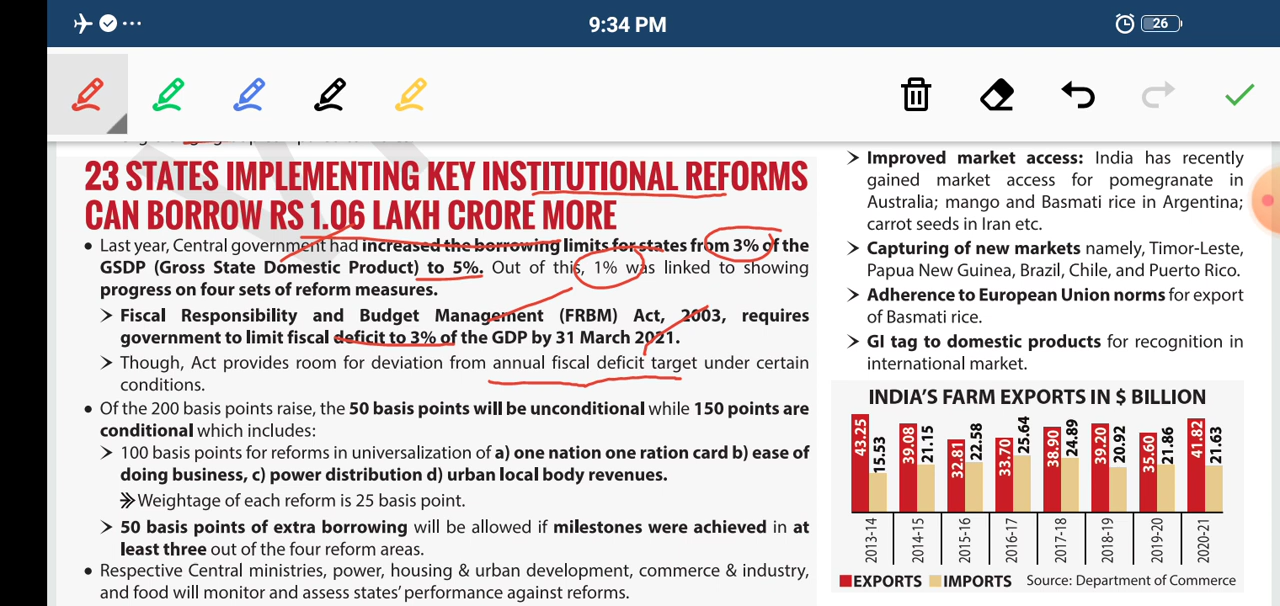 9:34 PM
26
23 STATES IMPLEMENTING KEY INSTITUTIONAL REFORMS
CAN BORROW RS 1.06 LAKH CRORE MORE
• Last year, Central government had increased the borrowing limits for states from 3% of the
GSDP (Gross State Domestic Product) to 5%. Out of this, 1% was linked to showing
progress on four sets of reform measures.
> Fiscal Responsibility and Budget Management (FRBM) Act, 2003, requires
government to limit fiscal deficit to 3% of the GDP by 31 March 2021.
> Though, Act provides room for deviation from annual fiscal deficit target under certain
conditions.
• Of the 200 basis points raise, the 50 basis points will be unconditional while 150 points are
conditional which includes:
> 100 basis points for reforms in universalization of a) one nation one ration card b) ease of
doing business, c) power distribution d) urban local body revenues.
⪢ Weightage of each reform is 25 basis point.
> 50 basis points of extra borrowing will be allowed if milestones were achieved in at
least three out of the four reform areas.
• Respective Central ministries, power, housing & urban development, commerce & industry,
and food will monitor and assess states' performance against reforms.
> Improved market access: India has recently
gained market access for pomegranate in
Australia; mango and Basmati rice in Argentina;
carrot seeds in Iran etc.
> Capturing of new markets namely, Timor-Leste,
Papua New Guinea, Brazil, Chile, and Puerto Rico.
> Adherence to European Union norms for export
of Basmati rice.
> GI tag to domestic products for recognition in
international market.
INDIA'S FARM EXPORTS IN $ BILLION
43.25 15.53 39.08 21.15 32.81 22.58 33.70 25.64 38.90 24.89 39.20 20.92 35.60 21.86 41.82 21.63
2013-14 2014-15 2015-16 2016-17 2017-18 2018-19 2019-20 2020-21
EXPORTS IMPORTS Source: Department of Commerce